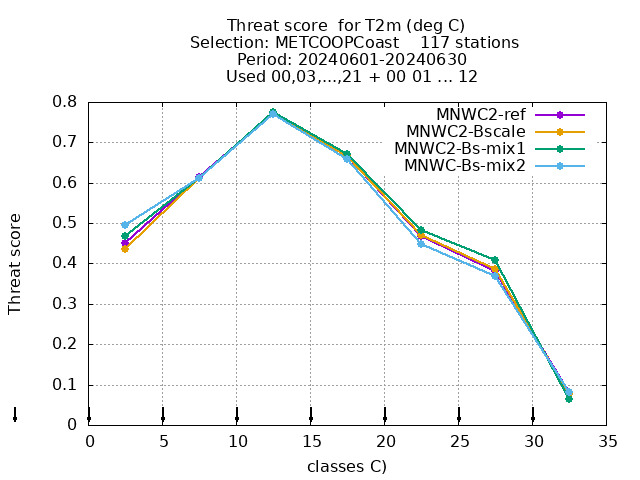 Threat score  for T2m (deg C)
Selection: METCOOPCoast    117 stations
Period: 20240601-20240630
Used 00,03,...,21 + 00 01 ... 12
MNWC2-ref
MNWC2-Bscale
MNWC2-Bs-mix1
MNWC-Bs-mix2
0.8
0.7
0.6
0.5
0.4
0.3
0.2
0.1
0
Threat score
0 5 10 15 20 25 30 35
classes C)